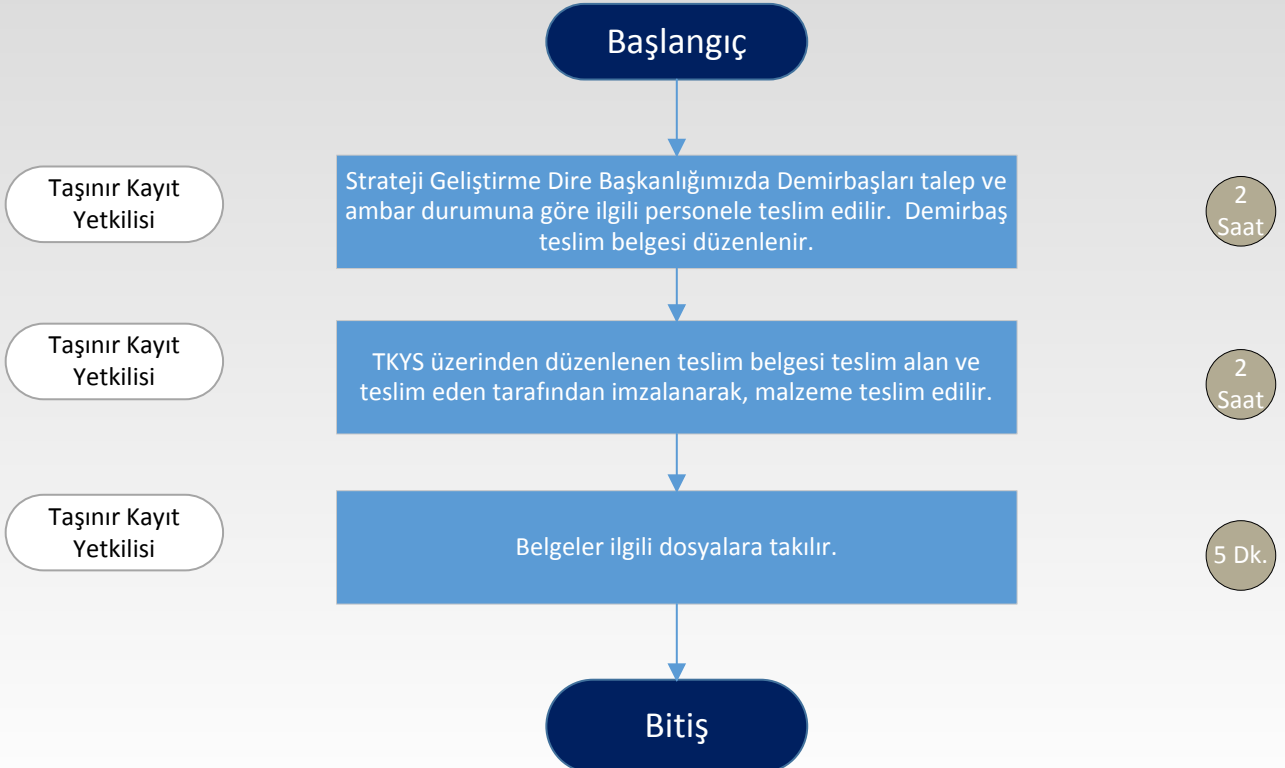 Başlangıç
Taşınır Kayıt
Yetkilisi
Strateji Geliştirme Dire Başkanlığımızda Demirbaşları talep ve
ambar durumuna göre ilgili personele teslim edilir.  Demirbaş
teslim belgesi düzenlenir.
2
Saat
Taşınır Kayıt
Yetkilisi
TKYS üzerinden düzenlenen teslim belgesi teslim alan ve
teslim eden tarafından imzalanarak, malzeme teslim edilir.
2
Saat
Taşınır Kayıt
Yetkilisi
Belgeler ilgili dosyalara takılır.
5 Dk.
Bitiş